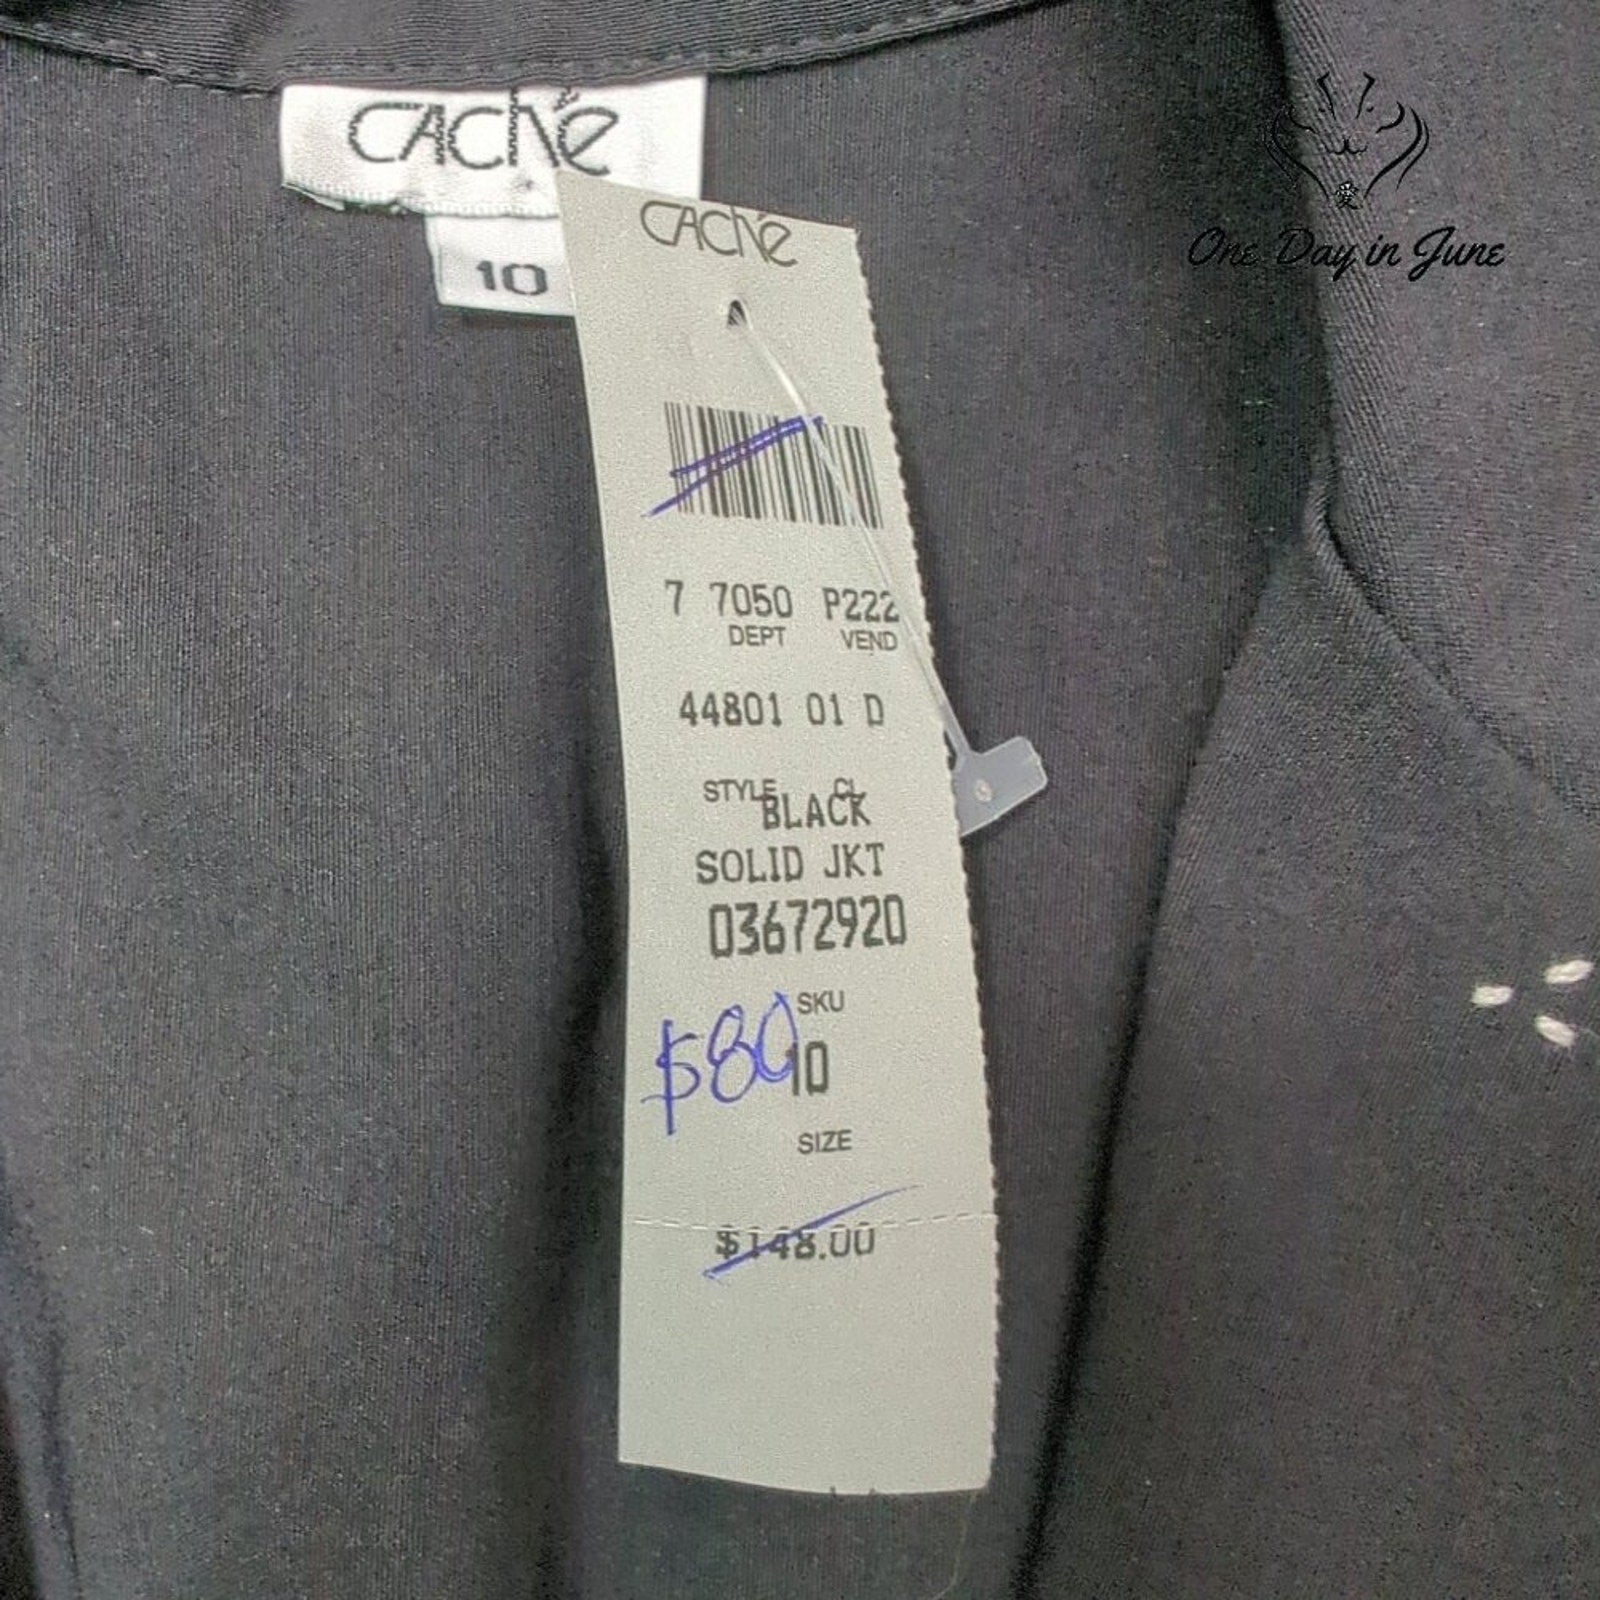 CACHé
10
CACHé
One Day in June
7 7050 P222
DEPT VEND
44801 01 D
STYLE CL
BLACK
SOLID JKT
03672920
SKU
$80
10
SIZE
$148.00